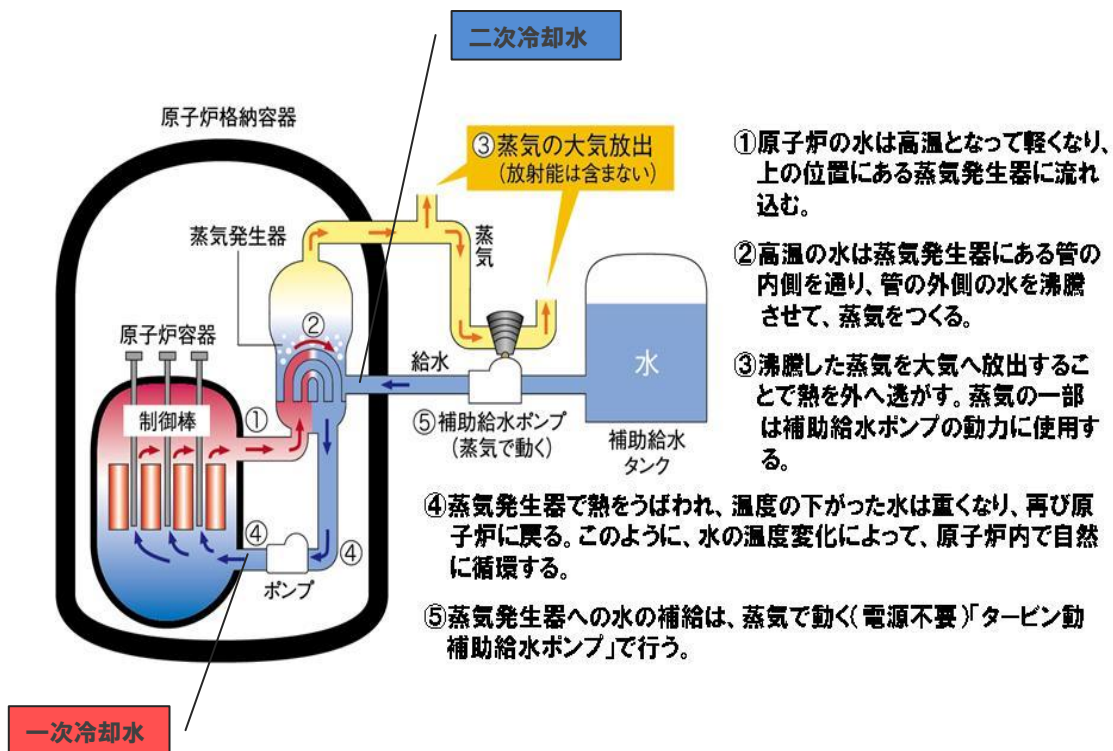 二次冷却水
原子炉格納容器
③蒸気の大気放出
(放射能は含まない)
蒸気発生器
蒸気
②
原子炉容器
給水
水
制御棒
①
⑤補助給水ポンプ
(蒸気で動く)
補助給水
タンク
④
④
ポンプ
一次冷却水
①原子炉の水は高温となって軽くなり、
上の位置にある蒸気発生器に流れ
込む。
②高温の水は蒸気発生器にある管の
内側を通り、管の外側の水を沸騰
させて、蒸気をつくる。
③沸騰した蒸気を大気へ放出するこ
とで熱を外へ逃がす。蒸気の一部
は補助給水ポンプの動力に使用す
る。
④蒸気発生器で熱をうばわれ、温度の下がった水は重くなり、再び原
子炉に戻る。このように、水の温度変化によって、原子炉内で自然
に循環する。
⑤蒸気発生器への水の補給は、蒸気で動く(電源不要)「タービン動
補助給水ポンプ」で行う。